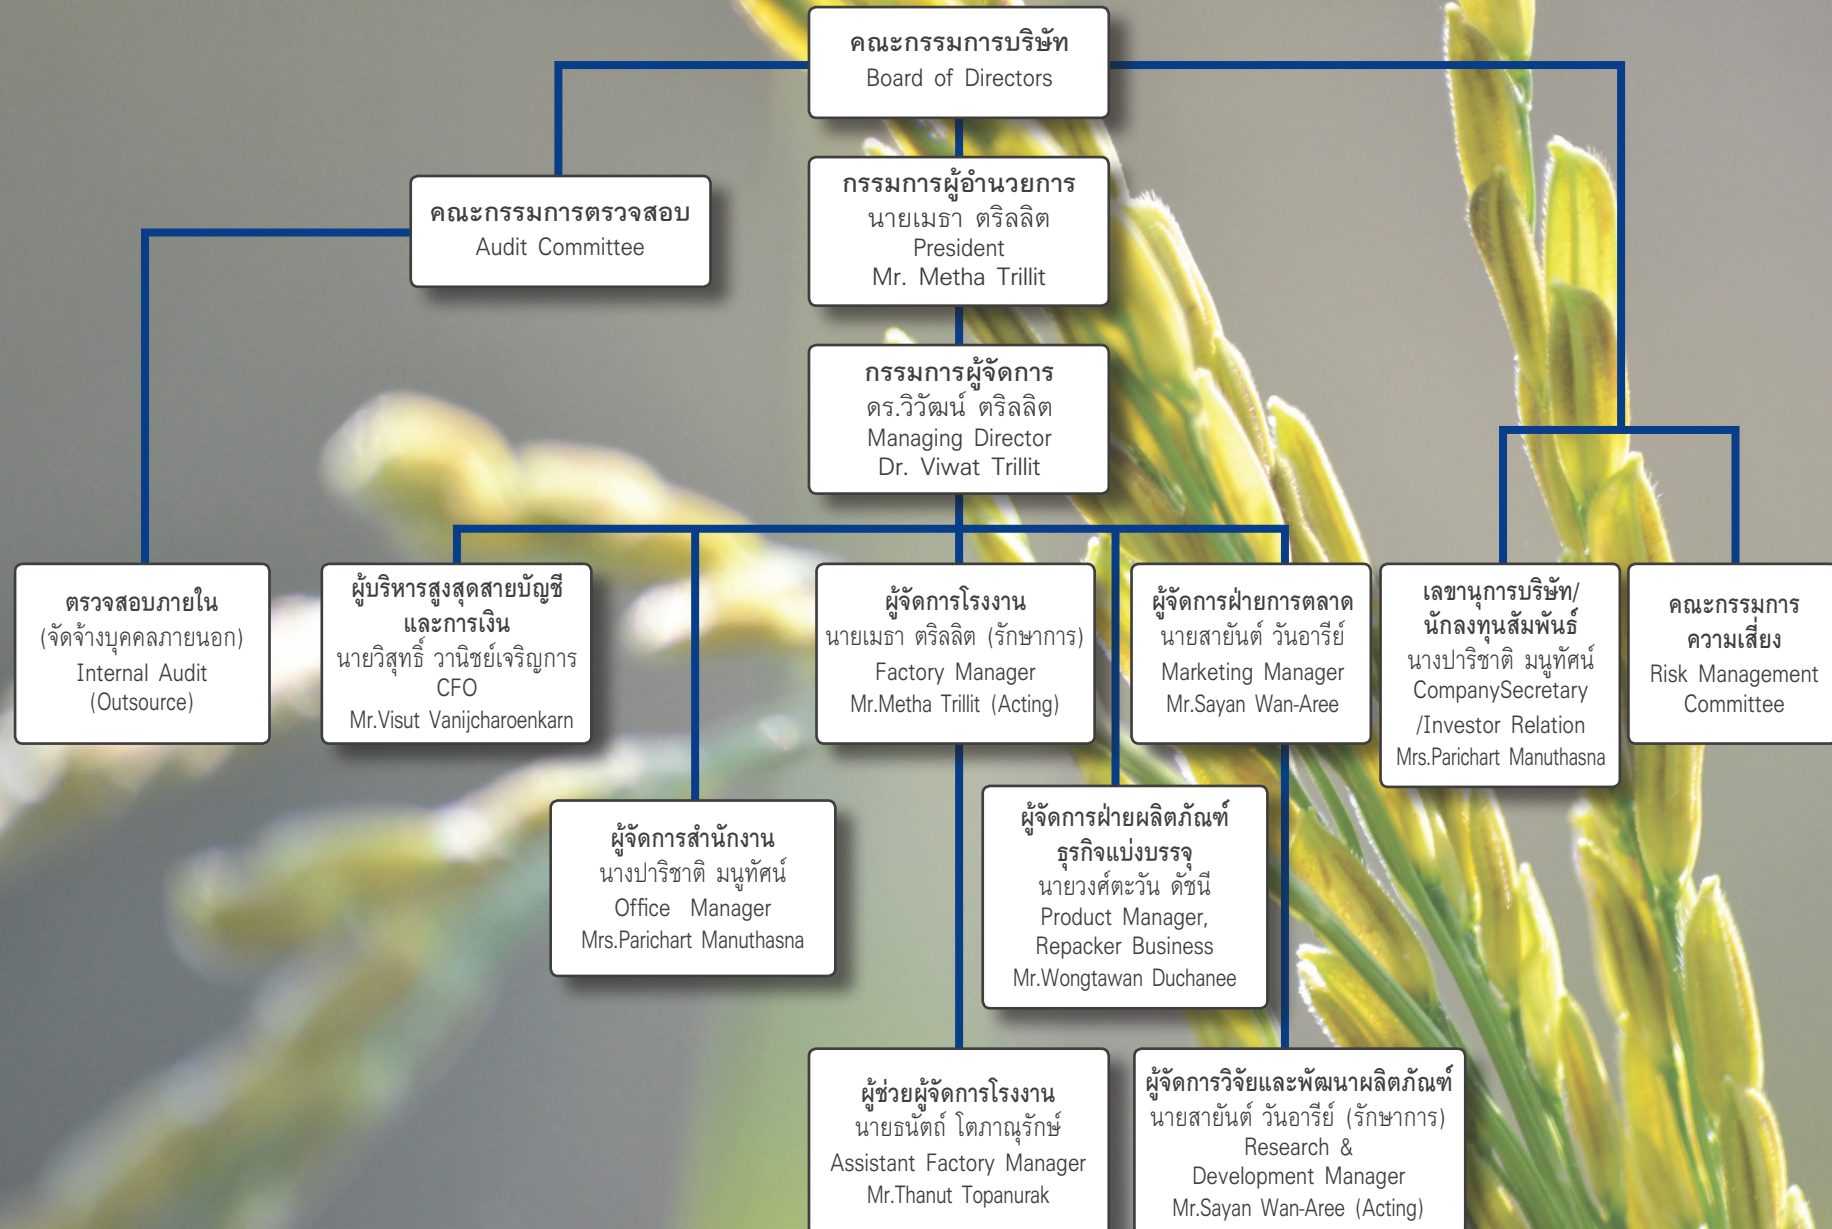 คณะกรรมการบริษัท
Board of Directors
คณะกรรมการตรวจสอบ
Audit Committee
กรรมการผู้อำนวยการ
นายเมธา ตริลลิต
President
Mr. Metha Trillit
กรรมการผู้จัดการ
ดร.วิวัฒน์ ตริลลิต
Managing Director
Dr. Viwat Trillit
ตรวจสอบภายใน
(จัดจ้างบุคคลภายนอก)
Internal Audit
(Outsource)
ผู้บริหารสูงสุดสายบัญชี
และการเงิน
นายวิสุทธิ์ วานิชย์เจริญการ
CFO
Mr.Visut Vanijcharoenkarn
ผู้จัดการโรงงาน
นายเมธา ตริลลิต (รักษาการ)
Factory Manager
Mr.Metha Trillit (Acting)
ผู้จัดการฝ่ายการตลาด
นายสายันต์ วันอารีย์
Marketing Manager
Mr.Sayan Wan-Aree
เลขานุการบริษัท/
นักลงทุนสัมพันธ์
นางปาริชาติ มนูทัศน์
CompanySecretary
/Investor Relation
Mrs.Parichart Manuthasna
คณะกรรมการ
ความเสี่ยง
Risk Management
Committee
ผู้จัดการสำนักงาน
นางปาริชาติ มนูทัศน์
Office Manager
Mrs.Parichart Manuthasna
ผู้จัดการฝ่ายผลิตภัณฑ์
ธุรกิจแบ่งบรรจุ
นายวงศ์ตะวัน ดัชนี
Product Manager,
Repacker Business
Mr.Wongtawan Duchanee
ผู้ช่วยผู้จัดการโรงงาน
นายธนัตถ์ โตภาณุรักษ์
Assistant Factory Manager
Mr.Thanut Topanurak
ผู้จัดการวิจัยและพัฒนาผลิตภัณฑ์
นายสายันต์ วันอารีย์ (รักษาการ)
Research &
Development Manager
Mr.Sayan Wan-Aree (Acting)